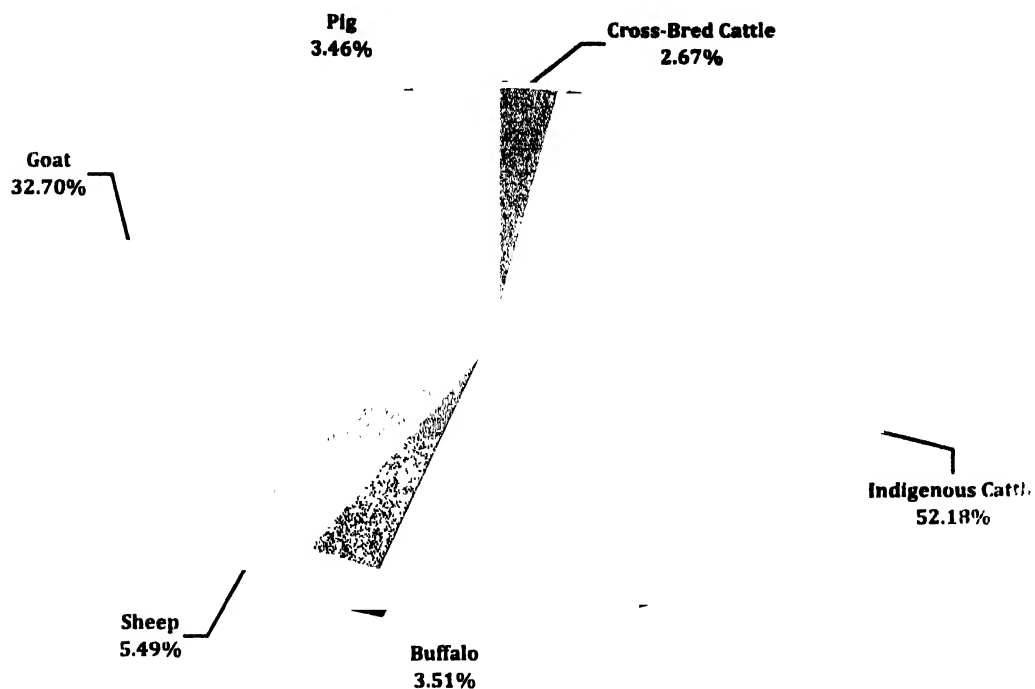 Pig
3.46%
Cross-Bred Cattle
2.67%
Goat
32.70%
Indigenous Cattl
52.18%
Sheep
5.49%
Buffalo
3.51%